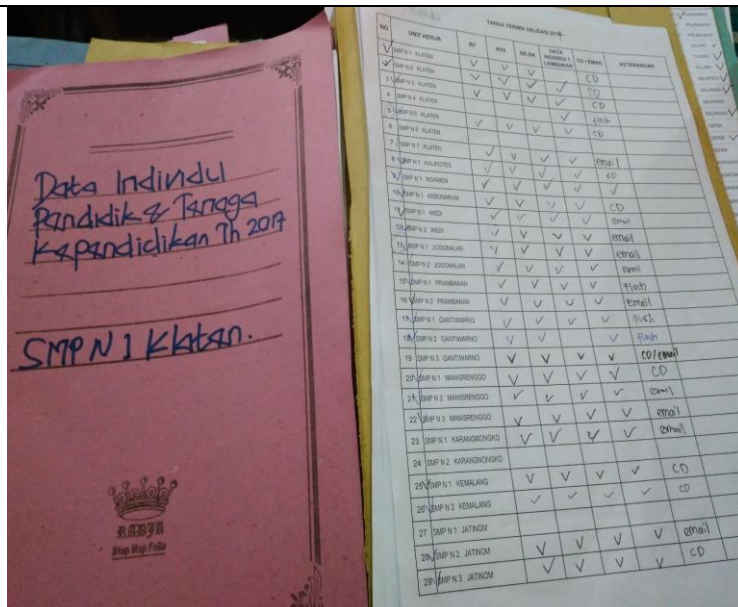 Data Individu
Pendidik & Tenaga
Kependidikan Th 2017
SMP N 1 Klaten.
RADJA
Stop Map Folio
TANDA TERIMA VALIDASI
NO UNIT KERJA DATA INDIVIDU 1 LEMBARAN CD / EMAIL KETERANGAN
SMP N 1 KLATEN
SMP N 2 KLATEN CD
3 SMP N 3 KLATEN CD
4 SMP N 4 KLATEN CD
5 SMP N 5 KLATEN flash
6 SMP N 6 KLATEN CD
7 SMP N 7 KLATEN
8 SMP N 1 KALIKOTES email
9 SMP N 1 NGAWEN CD
10 SMP N 1 KEBONARUM
11 SMP N 1 WEDI CD
12 SMP N 2 WEDI email
13 SMP N 1 JOGONALAN email
14 SMP N 2 JOGONALAN email
15 SMP N 1 PRAMBANAN Flash
16 SMP N 2 PRAMBANAN Email
17 SMP N 1 GANTIWARNO flash
18 SMP N 2 GANTIWARNO flash
19 SMP N 3 GANTIWARNO CD/email
20 SMP N 1 MANISRENGGO CD
21 SMP N 2 MANISRENGGO email
22 SMP N 3 MANISRENGGO email
23 SMP N 1 KARANGNONGKO email
24 SMP N 2 KARANGNONGKO
25 SMP N 1 KEMALANG CD
26 SMP N 2 KEMALANG CD
27 SMP N 1 JATINOM
28 SMP N 2 JATINOM email
29 SMP N 3 JATINOM CD